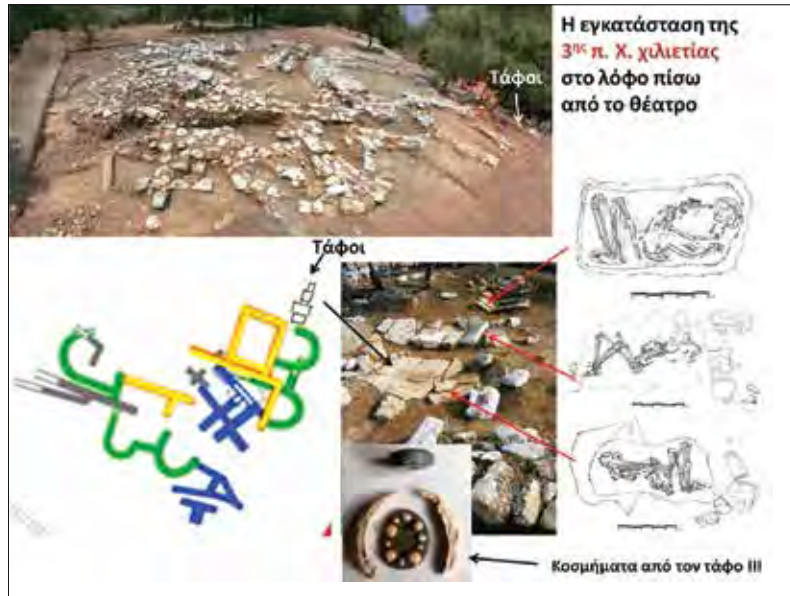 Η εγκατάσταση της
3ης π. Χ. χιλιετίας
στο λόφο πίσω
από το θέατρο
Τάφοι
Τάφοι
Κοσμήματα από τον τάφο ΙΙΙ